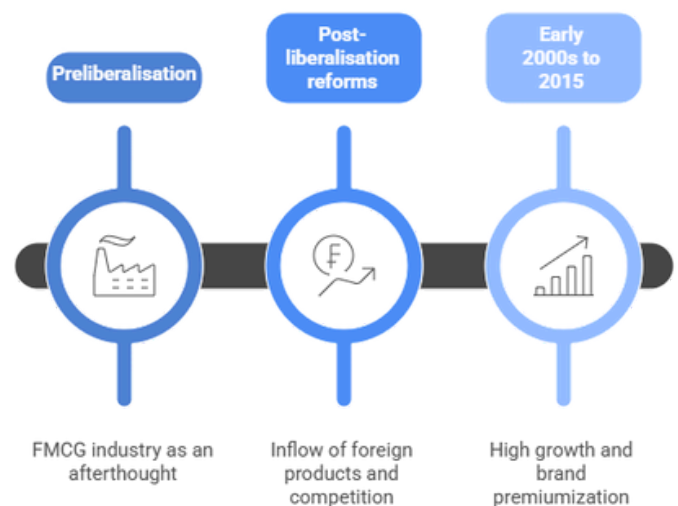 Preliberalisation
Post-
liberalisation
reforms
Early
2000s to
2015
FMCG industry as an
afterthought
Inflow of foreign
products and
competition
High growth and
brand
premiumization